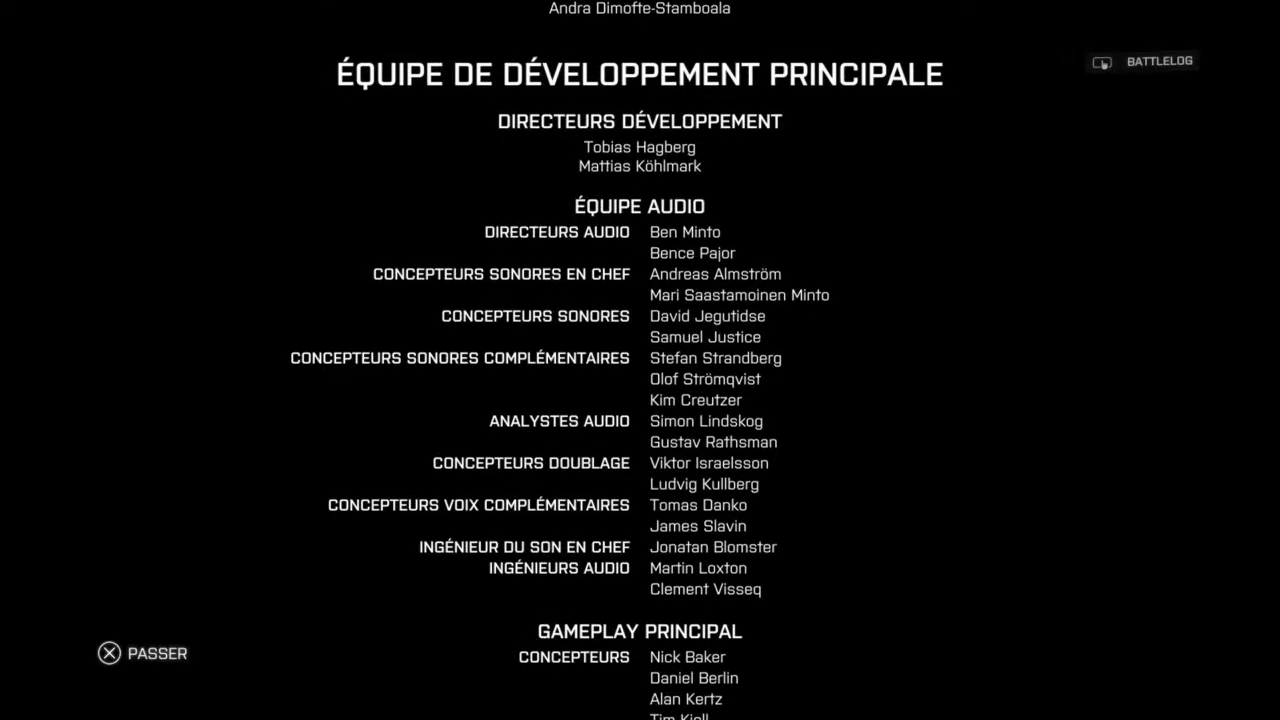 Andra Dimofte-Stamboala
ÉQUIPE DE DÉVELOPPEMENT PRINCIPALE
BATTLELOG
DIRECTEURS DÉVELOPPEMENT
Tobias Hagberg
Mattias Köhlmark
ÉQUIPE AUDIO
DIRECTEURS AUDIO Ben Minto
Bence Pajor
CONCEPTEURS SONORES EN CHEF Andreas Almström
Mari Saastamoinen Minto
CONCEPTEURS SONORES David Jegutidse
Samuel Justice
CONCEPTEURS SONORES COMPLÉMENTAIRES Stefan Strandberg
Olof Strömqvist
Kim Creutzer
ANALYSTES AUDIO Simon Lindskog
Gustav Rathsman
CONCEPTEURS DOUBLAGE Viktor Israelsson
Ludvig Kullberg
CONCEPTEURS VOIX COMPLÉMENTAIRES Tomas Danko
James Slavin
INGÉNIEUR DU SON EN CHEF Jonatan Blomster
INGÉNIEURS AUDIO Martin Loxton
Clement Visseq
GAMEPLAY PRINCIPAL
PASSER
CONCEPTEURS Nick Baker
Daniel Berlin
Alan Kertz
Tim Kjell